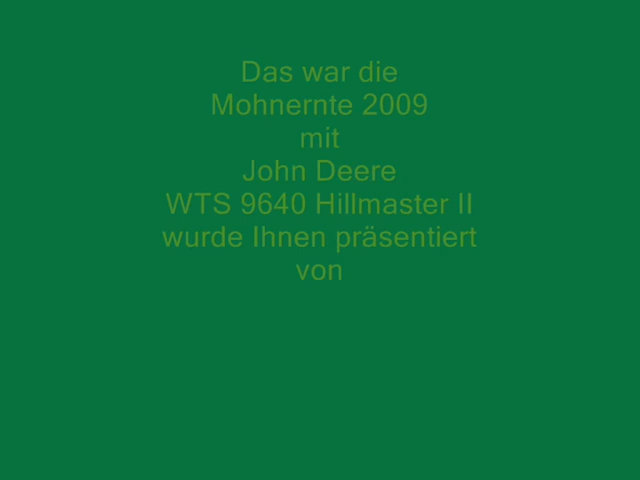 Das war die
Mohnernte 2009
mit
John Deere
WTS 9640 Hillmaster II
wurde Ihnen präsentiert
von